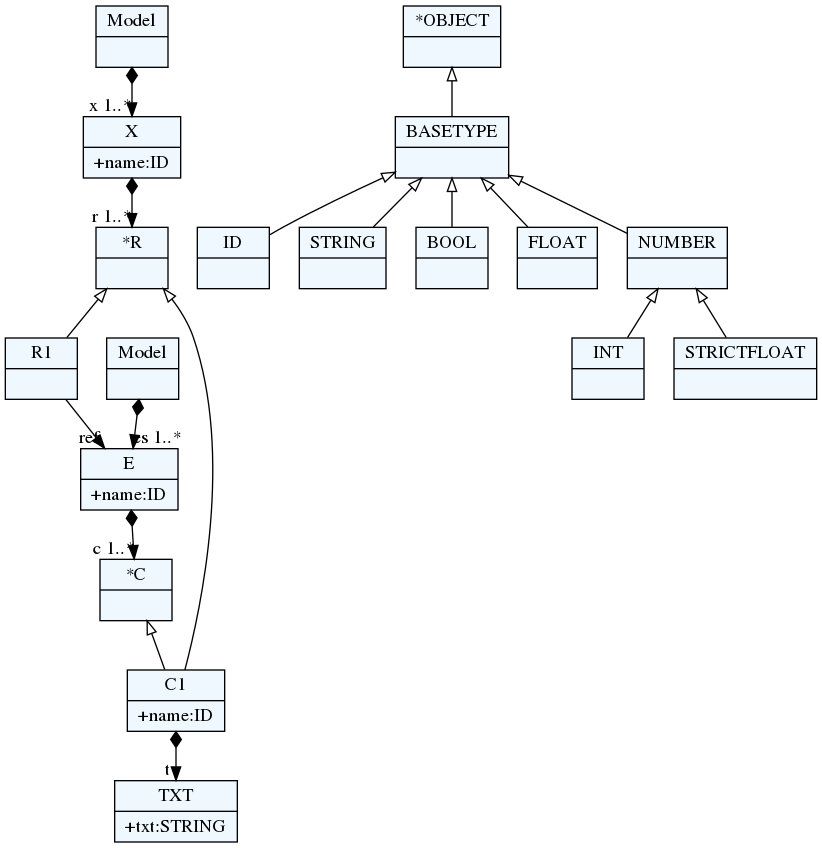 Model
*OBJECT
x 1..*
X
+name:ID
BASETYPE
r 1..*
*R
ID
STRING
BOOL
FLOAT
NUMBER
R1
Model
INT
STRICTFLOAT
ref
es 1..*
E
+name:ID
c 1..*
*C
C1
+name:ID
t
TXT
+txt:STRING